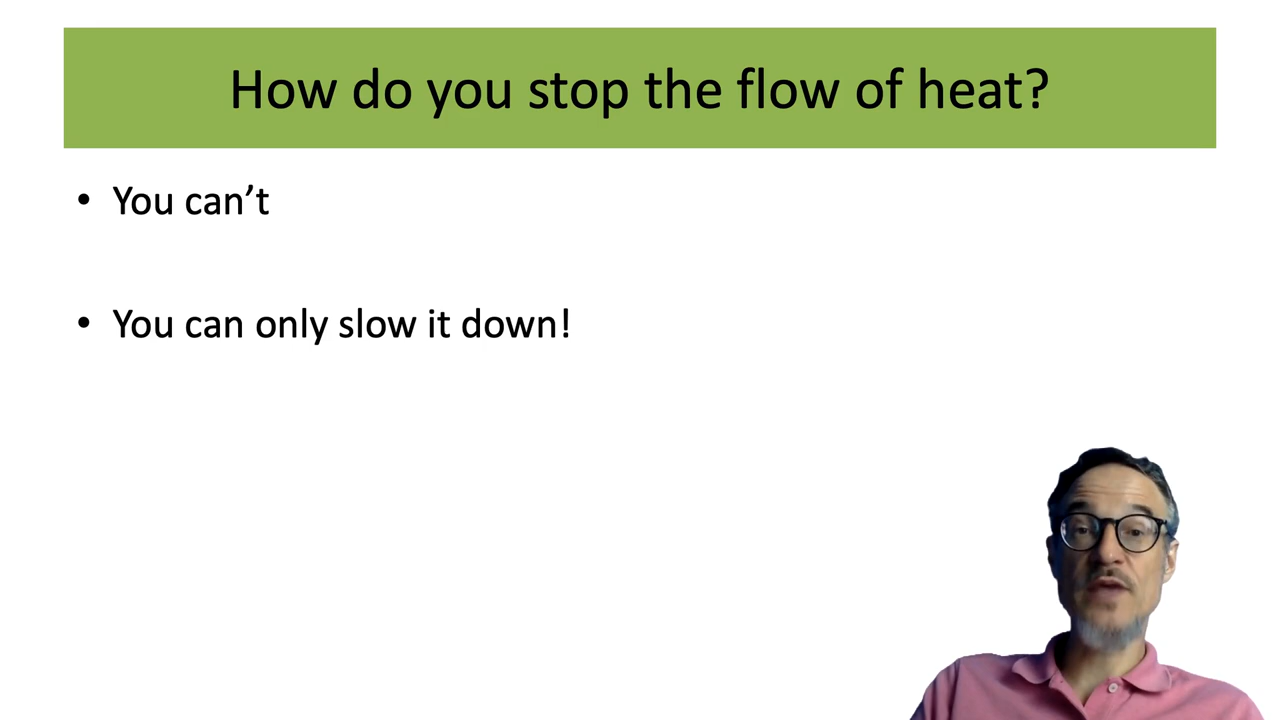 How do you stop the flow of heat?
• You can’t
• You can only slow it down!